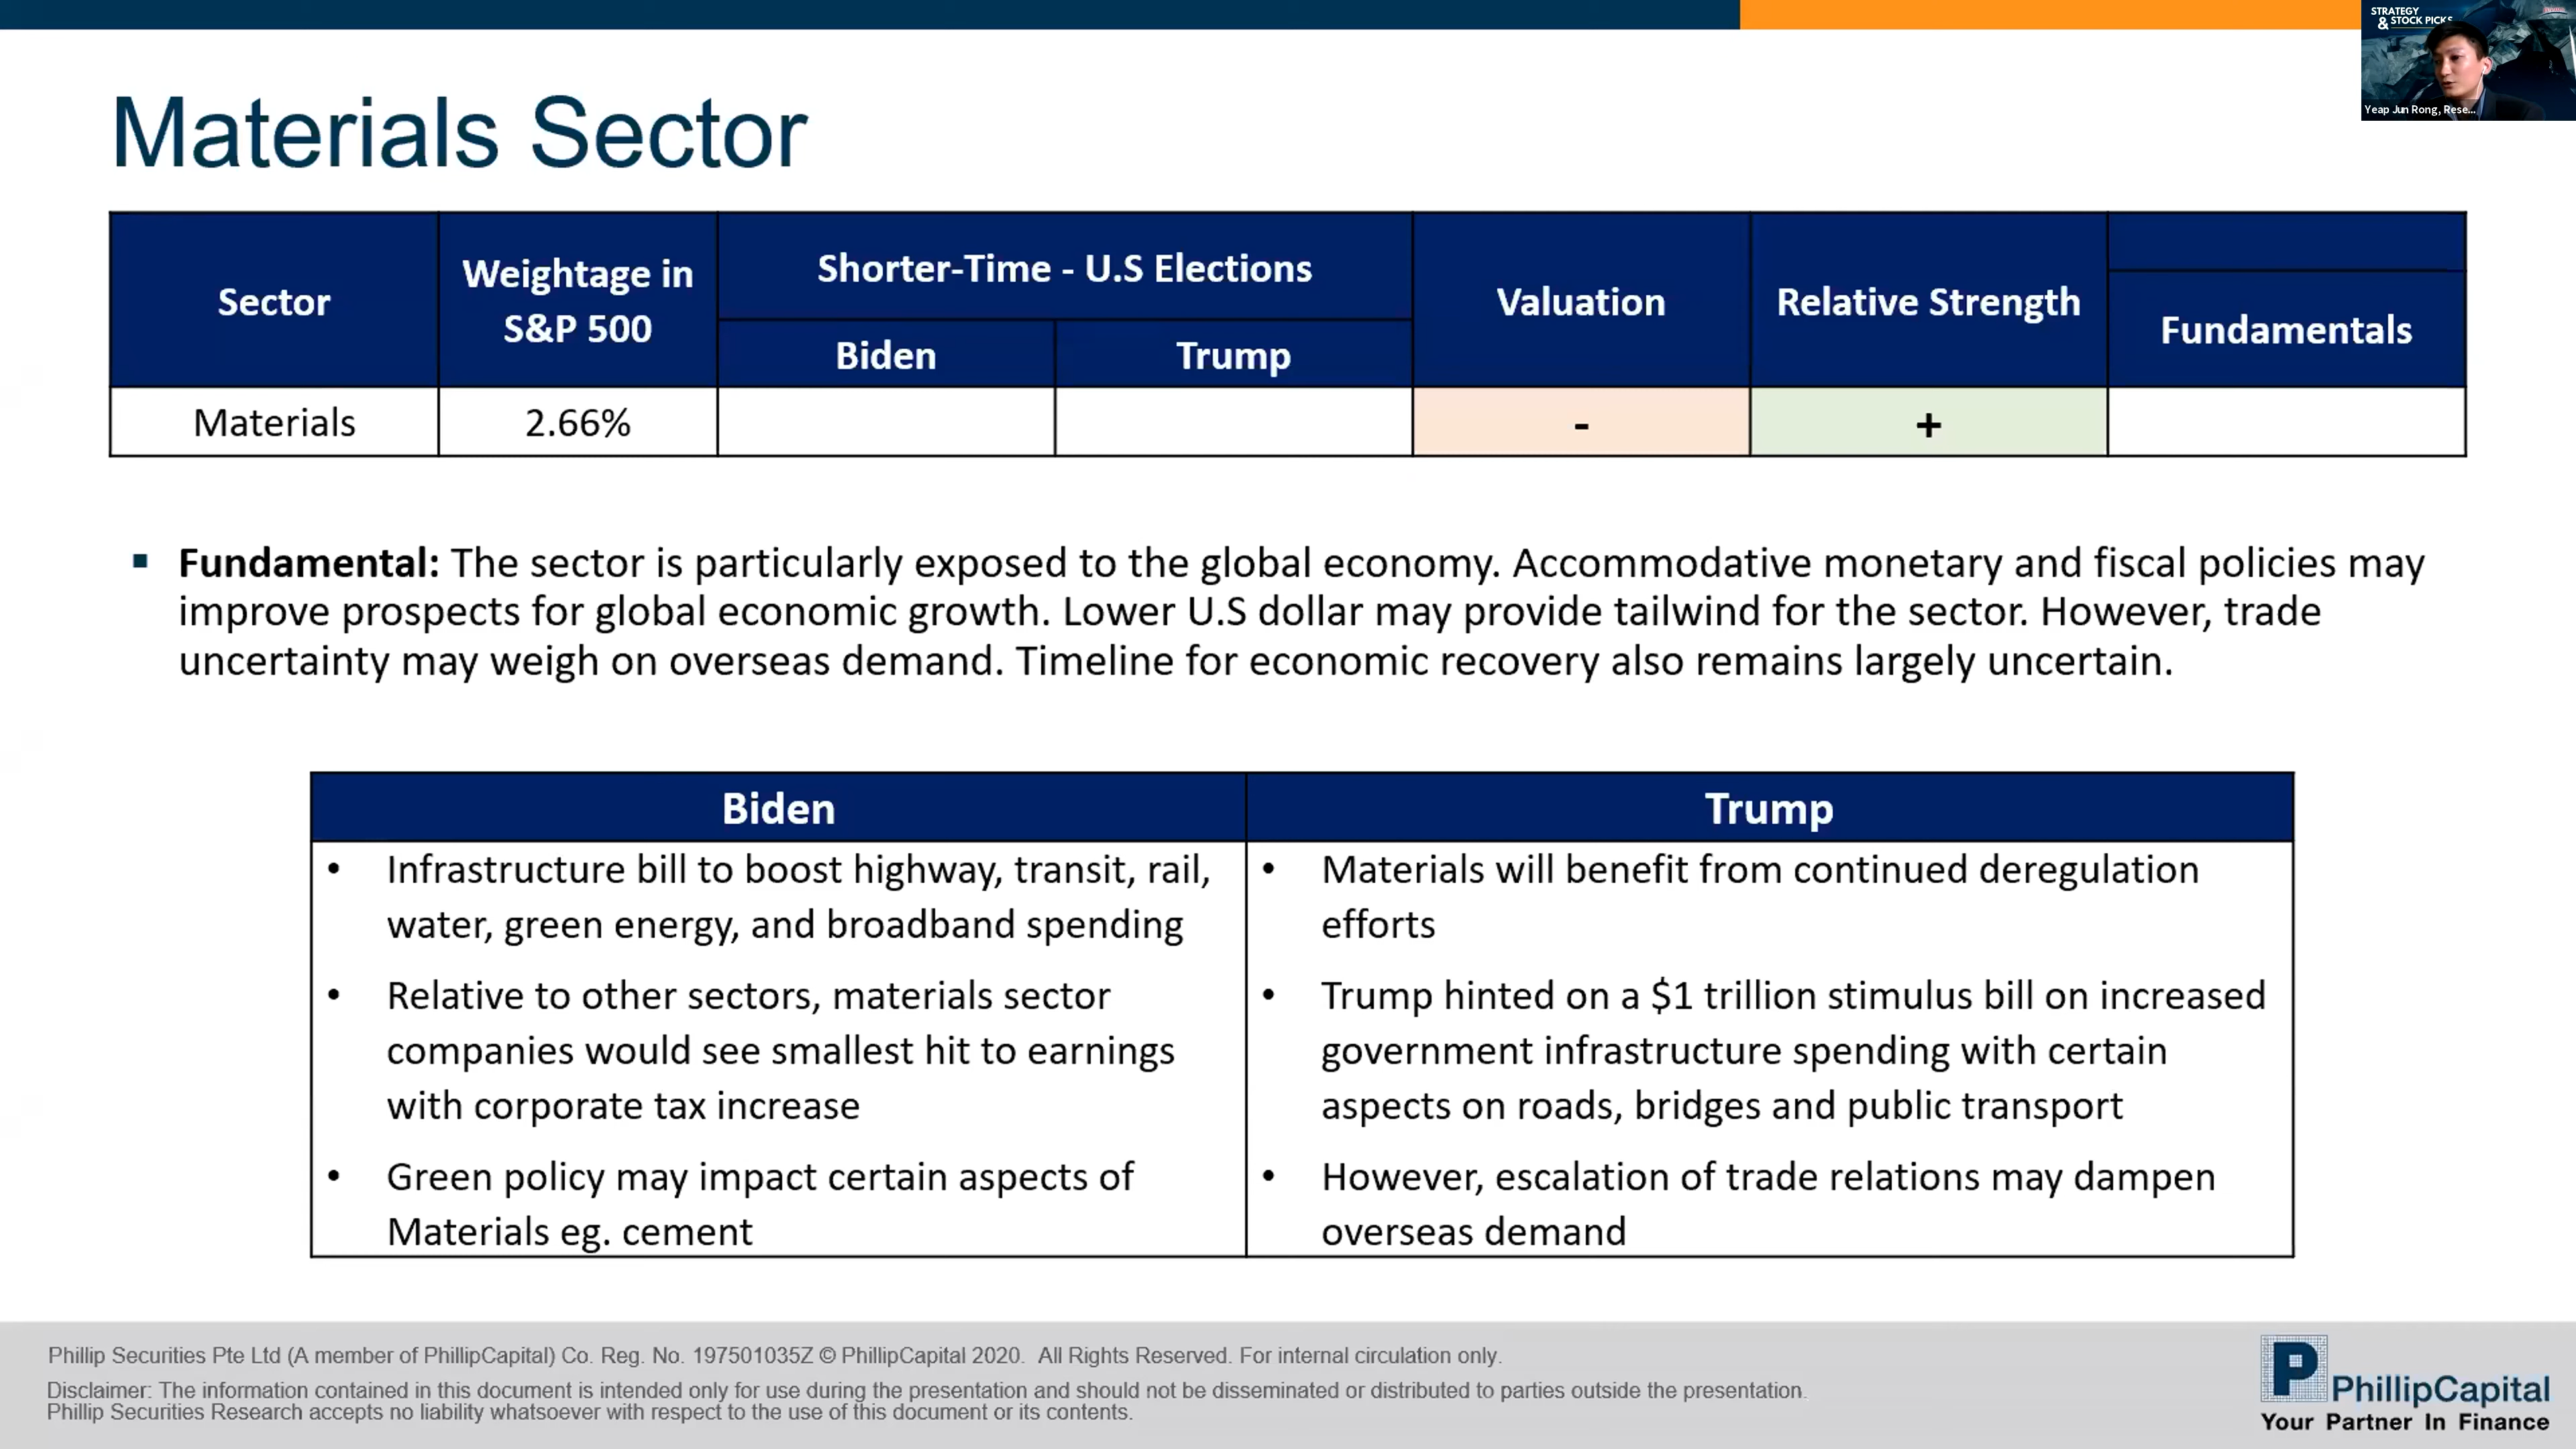 STRATEGY
& STOCK PICKS
Yeap Jun Rong, Rese...
Materials Sector
Sector
Weightage in
S&P 500
Shorter-Time - U.S Elections
Biden
Trump
Valuation
Relative Strength
Fundamentals
Materials
2.66%
-
+
▪ Fundamental: The sector is particularly exposed to the global economy. Accommodative monetary and fiscal policies may
improve prospects for global economic growth. Lower U.S dollar may provide tailwind for the sector. However, trade
uncertainty may weigh on overseas demand. Timeline for economic recovery also remains largely uncertain.
Biden
• Infrastructure bill to boost highway, transit, rail,
water, green energy, and broadband spending
• Relative to other sectors, materials sector
companies would see smallest hit to earnings
with corporate tax increase
• Green policy may impact certain aspects of
Materials eg. cement
Trump
• Materials will benefit from continued deregulation
efforts
• Trump hinted on a $1 trillion stimulus bill on increased
government infrastructure spending with certain
aspects on roads, bridges and public transport
• However, escalation of trade relations may dampen
overseas demand
Phillip Securities Pte Ltd (A member of PhillipCapital) Co. Reg. No. 197501035Z © PhillipCapital 2020. All Rights Reserved. For internal circulation only.
Disclaimer: The information contained in this document is intended only for use during the presentation and should not be disseminated or distributed to parties outside the presentation.
Phillip Securities Research accepts no liability whatsoever with respect to the use of this document or its contents.
P
PhillipCapital
Your Partner In Finance